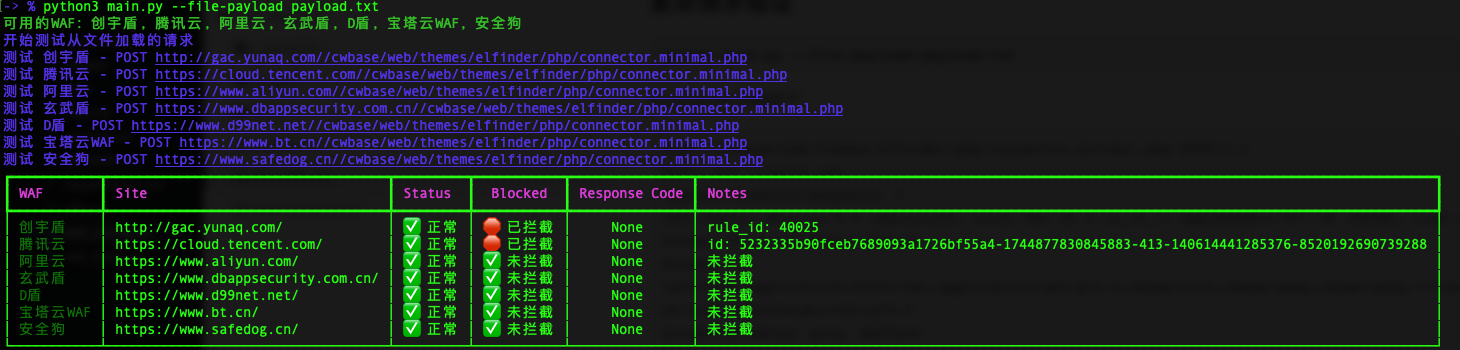 -> % python3 main.py --file-payload payload.txt
可用的WAF: 创宇盾, 腾讯云, 阿里云, 玄武盾, D盾, 宝塔云WAF, 安全狗
开始测试从文件加载的请求
测试 创宇盾 - POST http://gac.yunaq.com//cwbase/web/themes/elfinder/php/connector.minimal.php
测试 腾讯云 - POST https://cloud.tencent.com//cwbase/web/themes/elfinder/php/connector.minimal.php
测试 阿里云 - POST https://www.aliyun.com//cwbase/web/themes/elfinder/php/connector.minimal.php
测试 玄武盾 - POST https://www.dbappsecurity.com.cn//cwbase/web/themes/elfinder/php/connector.minimal.php
测试 D盾 - POST https://www.d99net.net//cwbase/web/themes/elfinder/php/connector.minimal.php
测试 宝塔云WAF - POST https://www.bt.cn//cwbase/web/themes/elfinder/php/connector.minimal.php
测试 安全狗 - POST https://www.safedog.cn//cwbase/web/themes/elfinder/php/connector.minimal.php
WAF Site Status Blocked Response Code Notes
创宇盾 http://gac.yunaq.com/ ✅ 正常 🛑 已拦截 None rule_id: 40025
腾讯云 https://cloud.tencent.com/ ✅ 正常 🛑 已拦截 None id: 5232335b90fceb7689093a1726bf55a4-1744877830845883-413-140614441285376-8520192690739288
阿里云 https://www.aliyun.com/ ✅ 正常 ✅ 未拦截 None 未拦截
玄武盾 https://www.dbappsecurity.com.cn/ ✅ 正常 ✅ 未拦截 None 未拦截
D盾 https://www.d99net.net/ ✅ 正常 ✅ 未拦截 None 未拦截
宝塔云WAF https://www.bt.cn/ ✅ 正常 ✅ 未拦截 None 未拦截
安全狗 https://www.safedog.cn/ ✅ 正常 ✅ 未拦截 None 未拦截